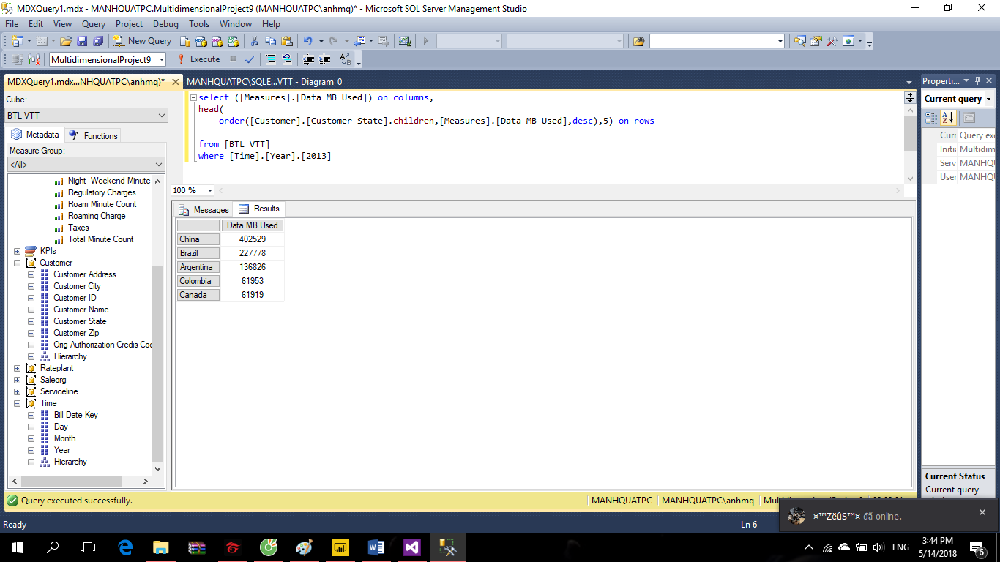 MDXQuery1.mdx - MANHQUATPC.MultidimensionalProject9 (MANHQUATPC\anhmq)* - Microsoft SQL Server Management Studio
File Edit View Query Project Debug Tools Window Help
New Query
MultidimensionalProject9 Execute
MDXQuery1.mdx...NHQUATPC\anhmq)* MANHQUATPC\SQLE...VTT - Diagram_0
Cube:
BTL VTT
Metadata Functions
Measure Group:
<All>
Night- Weekend Minute
Regulatory Charges
Roam Minute Count
Roaming Charge
Taxes
Total Minute Count
KPIs
Customer
Customer Address
Customer City
Customer ID
Customer Name
Customer State
Customer Zip
Orig Authorization Credis Coc
Hierarchy
Rateplant
Saleorg
Serviceline
Time
Bill Date Key
Day
Month
Year
Hierarchy
select ([Measures].[Data MB Used]) on columns,
head(
order([Customer].[Customer State].children,[Measures].[Data MB Used],desc),5) on rows
from [BTL VTT]
where [Time].[Year].[2013]
100 %
Messages Results
Data MB Used
China 402529
Brazil 227778
Argentina 136826
Colombia 61953
Canada 61919
Properti...
Current query
Curr Query exe
Initia Multidim
Serv MANHQU
User MANHQU
Current Status
Current query
Query executed successfully.
MANHQUATPC MANHQUATPC\anhmq
Ready
Ln 6
¤™ZëûS™¤ đã online.
ENG
3:44 PM
5/14/2018
6